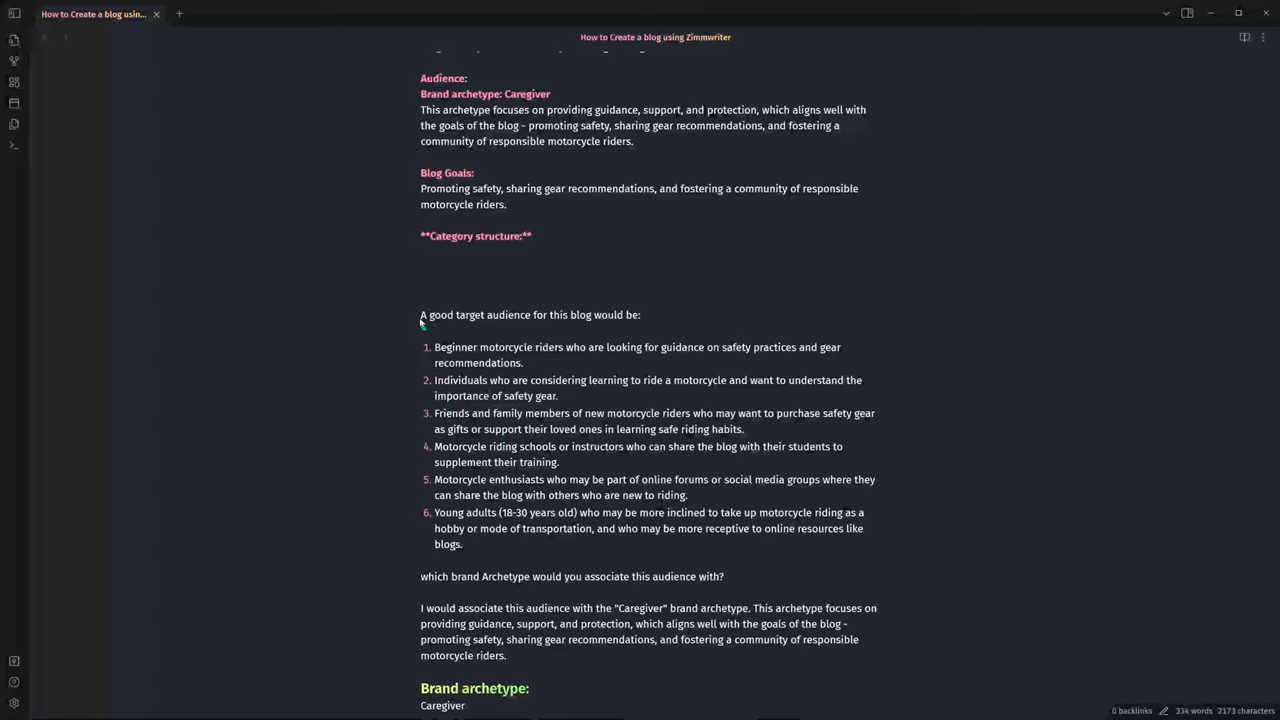 How to Create a blog usin...
How to Create a blog using Zimmwriter
Audience:
Brand archetype: Caregiver
This archetype focuses on providing guidance, support, and protection, which aligns well with
the goals of the blog - promoting safety, sharing gear recommendations, and fostering a
community of responsible motorcycle riders.
Blog Goals:
Promoting safety, sharing gear recommendations, and fostering a community of responsible
motorcycle riders.
**Category structure:**
A good target audience for this blog would be:
1. Beginner motorcycle riders who are looking for guidance on safety practices and gear
recommendations.
2. Individuals who are considering learning to ride a motorcycle and want to understand the
importance of safety gear.
3. Friends and family members of new motorcycle riders who may want to purchase safety gear
as gifts or support their loved ones in learning safe riding habits.
4. Motorcycle riding schools or instructors who can share the blog with their students to
supplement their training.
5. Motorcycle enthusiasts who may be part of online forums or social media groups where they
can share the blog with others who are new to riding.
6. Young adults (18-30 years old) who may be more inclined to take up motorcycle riding as a
hobby or mode of transportation, and who may be more receptive to online resources like
blogs.
which brand Archetype would you associate this audience with?
I would associate this audience with the "Caregiver" brand archetype. This archetype focuses on
providing guidance, support, and protection, which aligns well with the goals of the blog -
promoting safety, sharing gear recommendations, and fostering a community of responsible
motorcycle riders.
Brand archetype:
Caregiver
0 backlinks 334 words 2173 characters